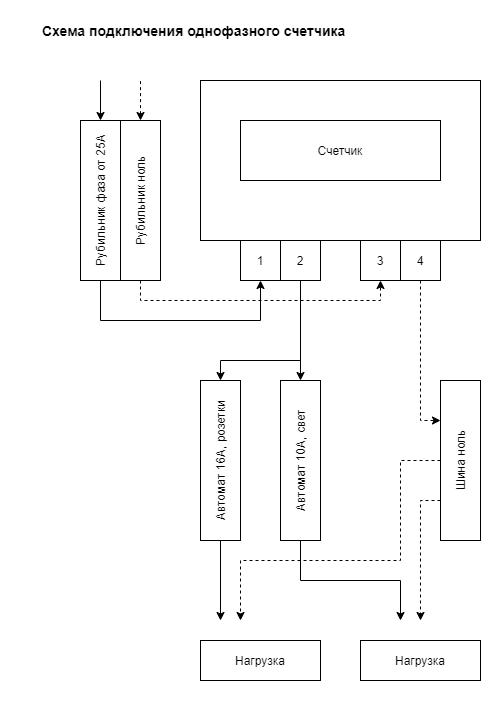 Схема подключения однофазного счетчика
Рубильник фаза от 25А
Рубильник ноль
Счетчик
1
2
3
4
Автомат 16А, розетки
Автомат 10А, свет
Шина ноль
Нагрузка
Нагрузка